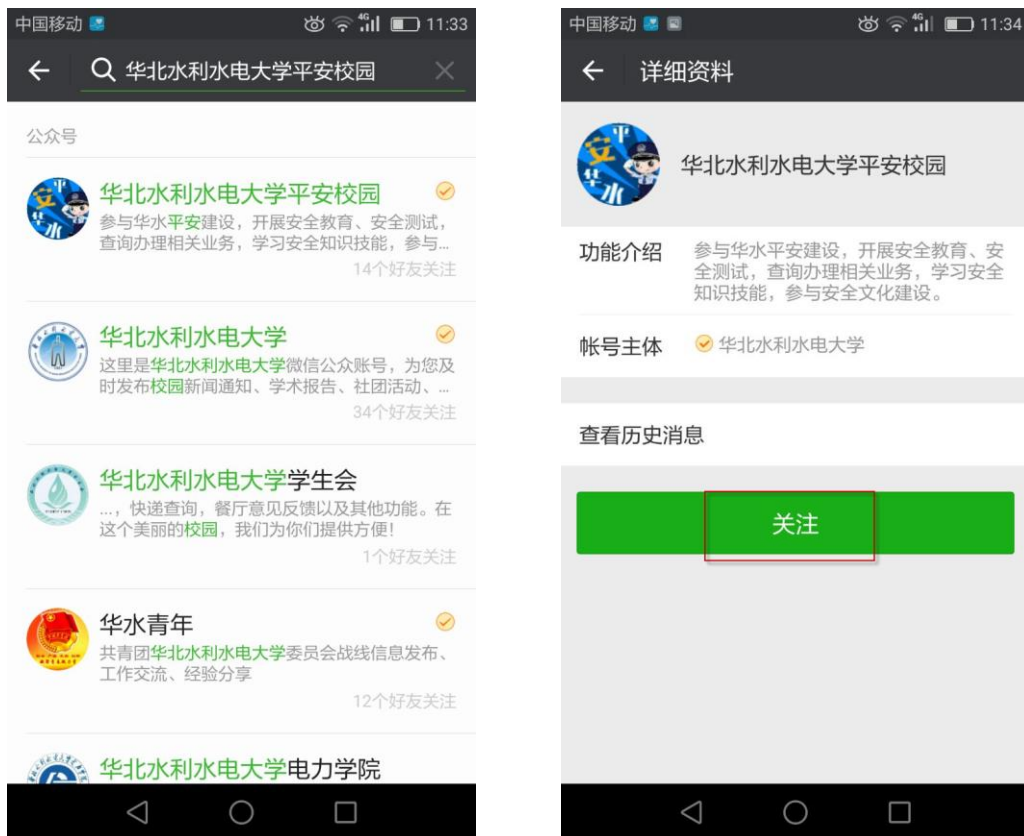 中国移动 4G 11:33
华北水利水电大学平安校园
公众号
华北水利水电大学平安校园
参与华水平安建设，开展安全教育、安全测试，
查询办理相关业务，学习安全知识技能，参与...
14个好友关注
华北水利水电大学
这里是华北水利水电大学微信公众账号，为您及
时发布校园新闻通知、学术报告、社团活动、...
34个好友关注
华北水利水电大学学生会
...，快递查询，餐厅意见反馈以及其他功能。在
这个美丽的校园，我们为你们提供方便！
1个好友关注
华水青年
共青团华北水利水电大学委员会战线信息发布、
工作交流、经验分享
12个好友关注
华北水利水电大学电力学院
中国移动 4G 11:34
详细资料
平安华水
华北水利水电大学平安校园
功能介绍 参与华水平安建设，开展安全教育、安
全测试，查询办理相关业务，学习安全
知识技能，参与安全文化建设。
帐号主体 华北水利水电大学
查看历史消息
关注